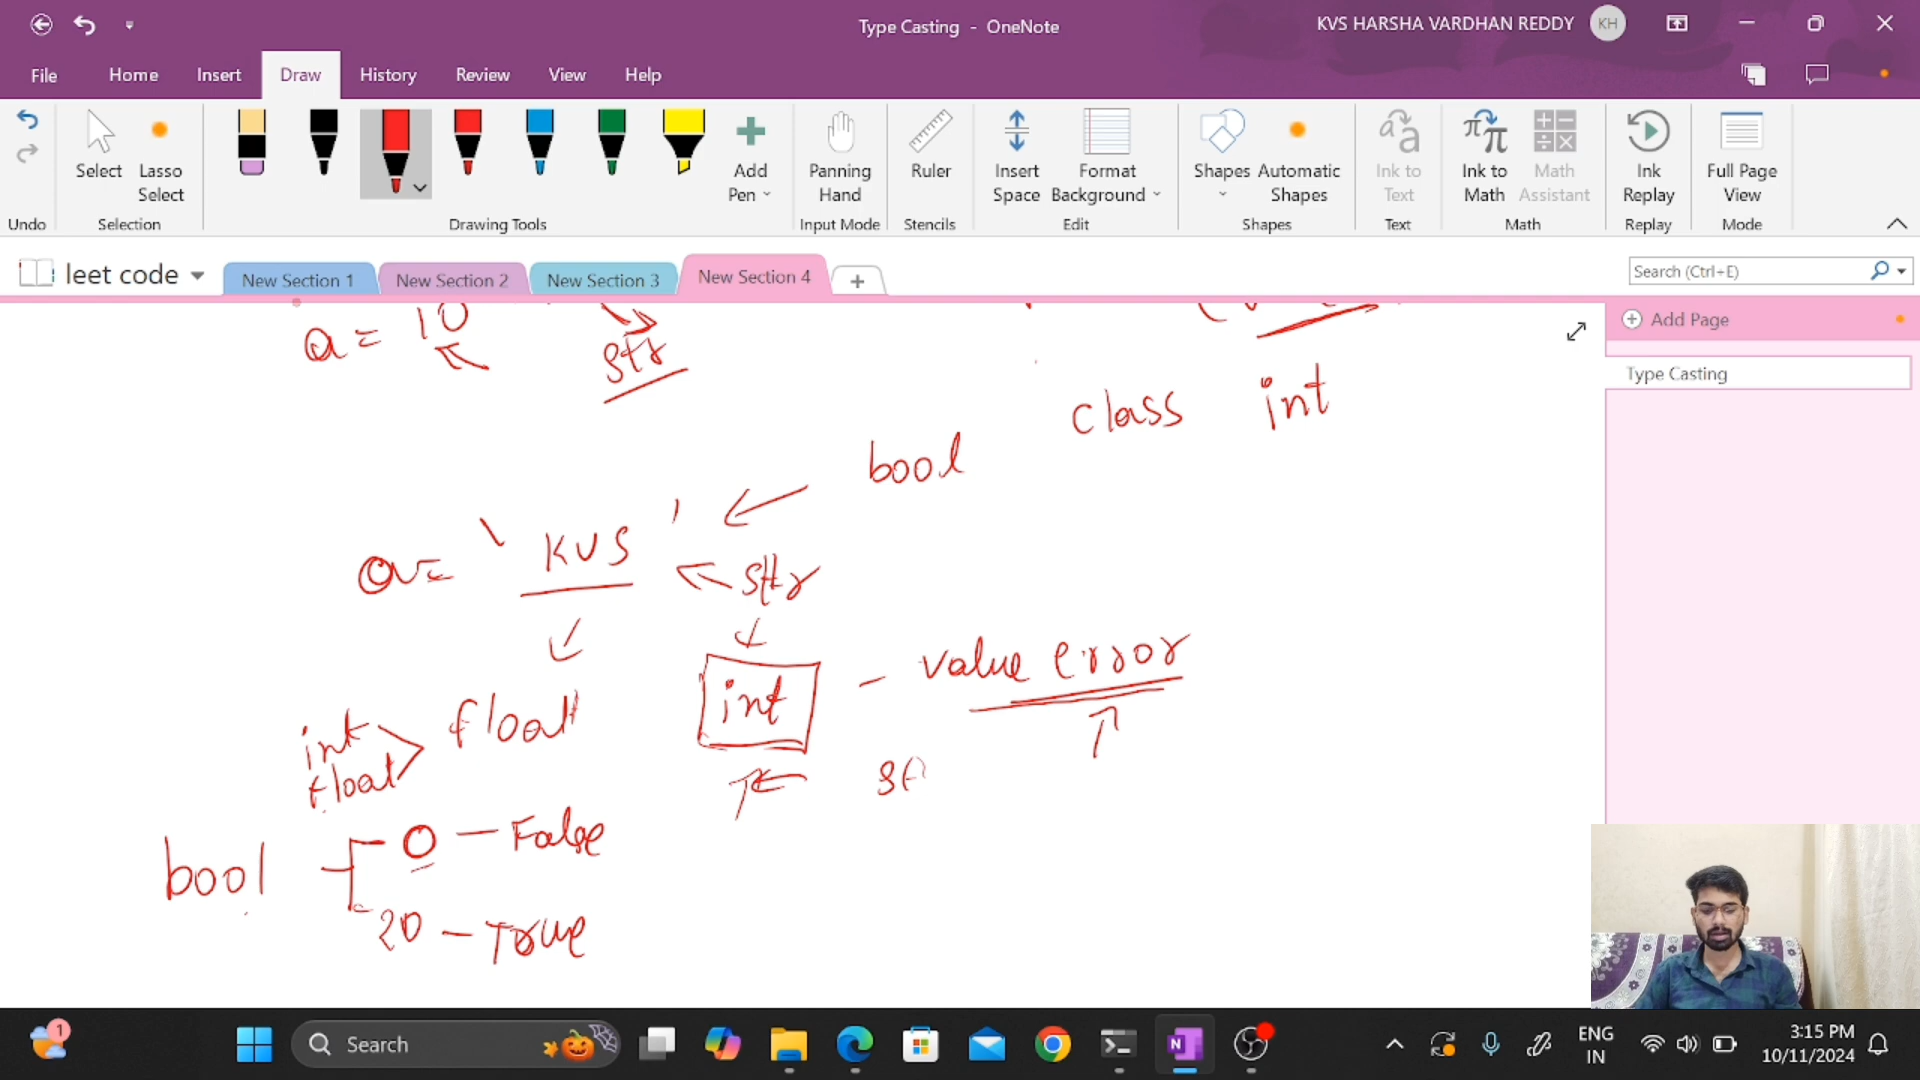 Type Casting - OneNote
KVS HARSHA VARDHAN REDDY
KH
File Home Insert Draw History Review View Help
Select
Lasso Select
Add Pen
Panning Hand
Ruler
Insert Space
Format Background
Shapes
Automatic Shapes
Ink to Text
Ink to Math
Math Assistant
Ink Replay
Full Page View
Undo
Selection
Drawing Tools
Input Mode
Stencils
Edit
Shapes
Text
Math
Replay
Mode
leet code
New Section 1
New Section 2
New Section 3
New Section 4
Search (Ctrl+E)
Add Page
Type Casting
a = 10
str
class int
bool
a = ' KVS '
str
int - value error
int
float
float
bool
0 - False
20 - True
1
Search
N
ENG
IN
3:15 PM
10/11/2024